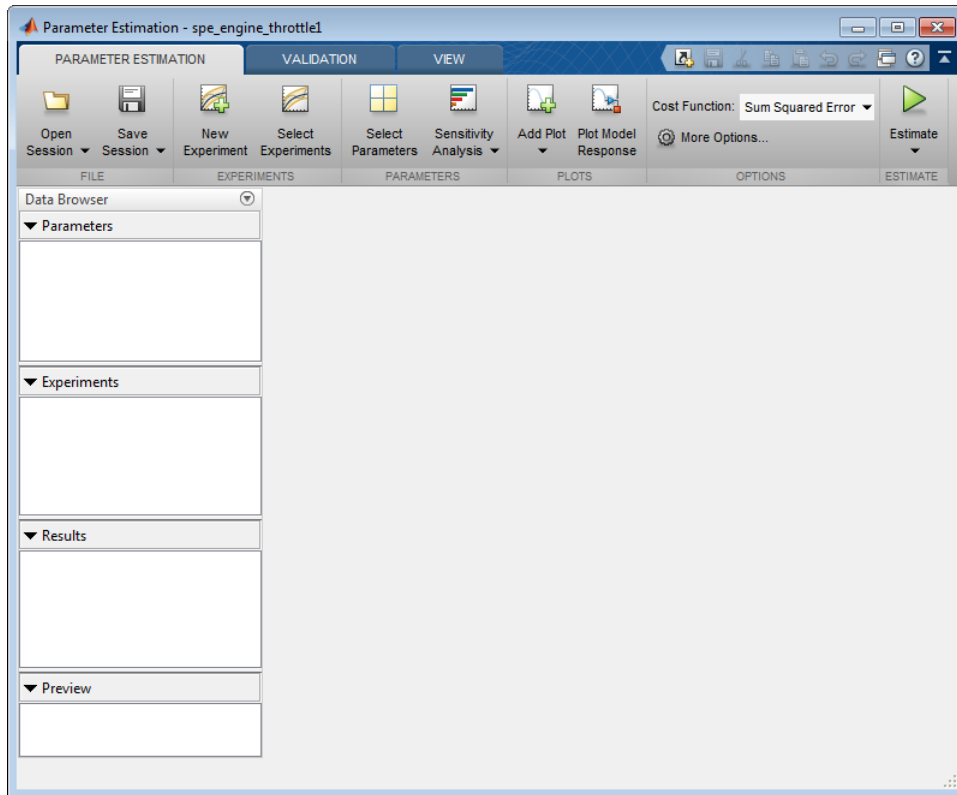 Parameter Estimation - spe_engine_throttle1
PARAMETER ESTIMATION VALIDATION VIEW
Open Save New Select Select Sensitivity Add Plot Plot Model Cost Function: Sum Squared Error Estimate
Session Session Experiment Experiments Parameters Analysis Response More Options...
FILE EXPERIMENTS PARAMETERS PLOTS OPTIONS ESTIMATE
Data Browser
Parameters
Experiments
Results
Preview